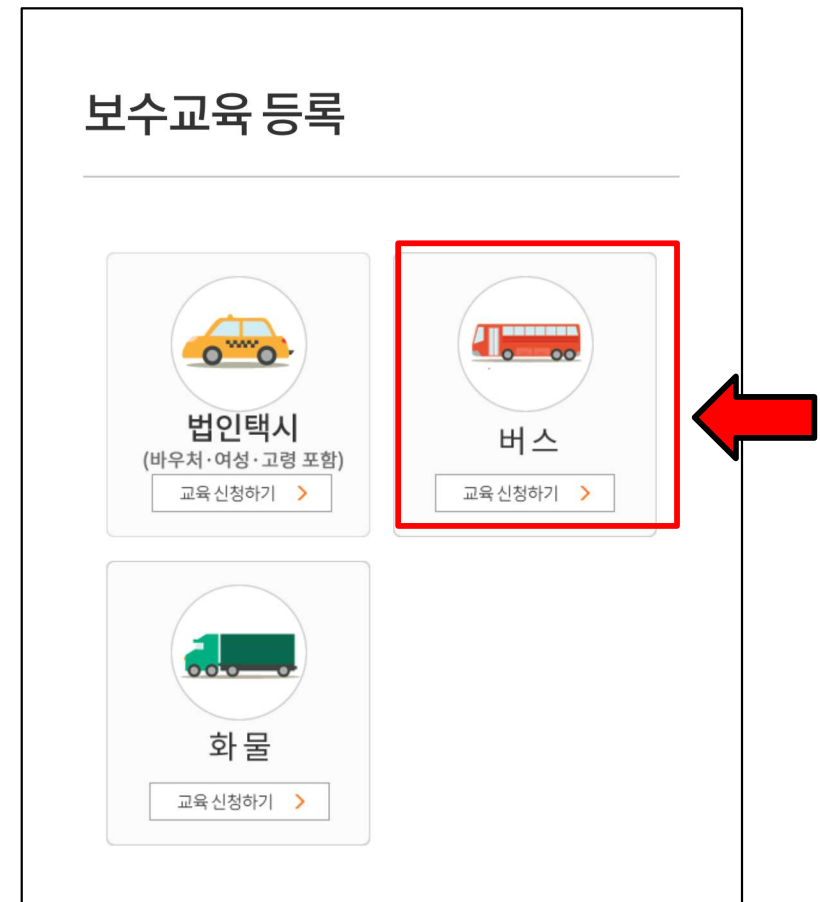 보수교육 등록
법인택시
(바우처·여성·고령 포함)
교육 신청하기 >
버스
교육 신청하기 >
화물
교육 신청하기 >